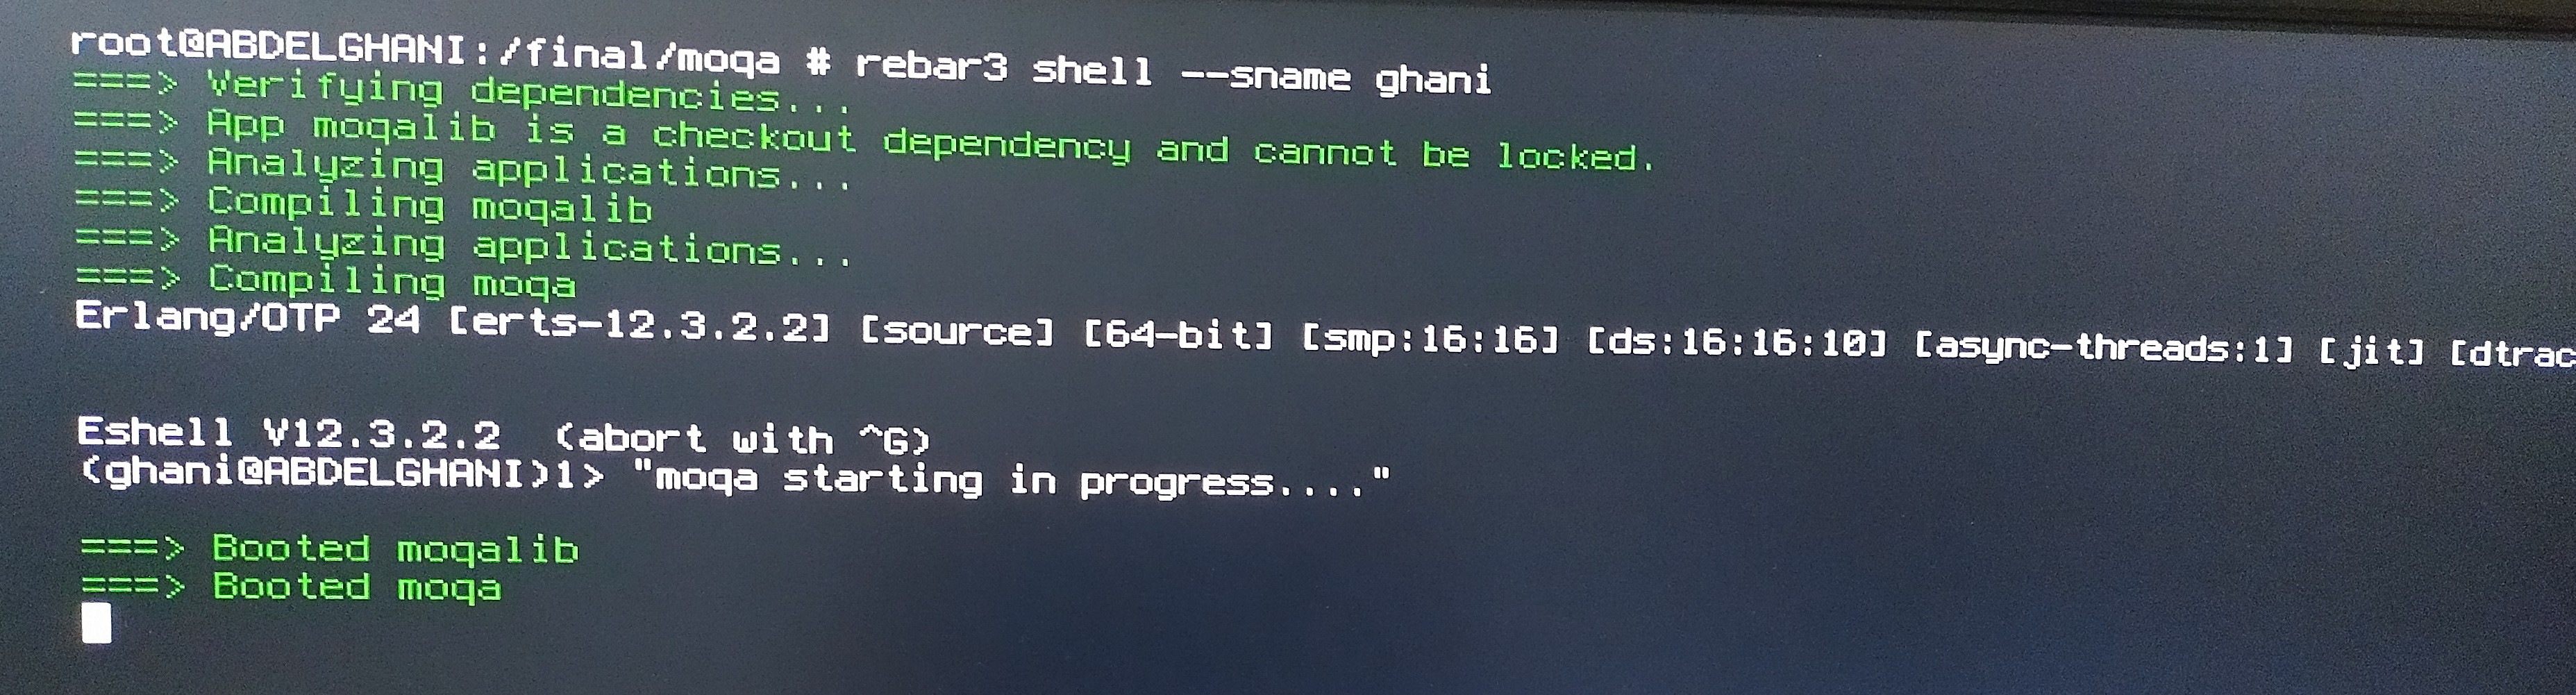 root@ABDELGHANI:/final/moqa # rebar3 shell --sname ghani
===> Verifying dependencies...
===> App moqalib is a checkout dependency and cannot be locked.
===> Analyzing applications...
===> Compiling moqalib
===> Analyzing applications...
===> Compiling moqa
Erlang/OTP 24 [erts-12.3.2.2] [source] [64-bit] [smp:16:16] [ds:16:16:10] [async-threads:1] [jit] [dtrac
Eshell V12.3.2.2  (abort with ^G)
(ghani@ABDELGHANI)1> "moqa starting in progress...."
===> Booted moqalib
===> Booted moqa